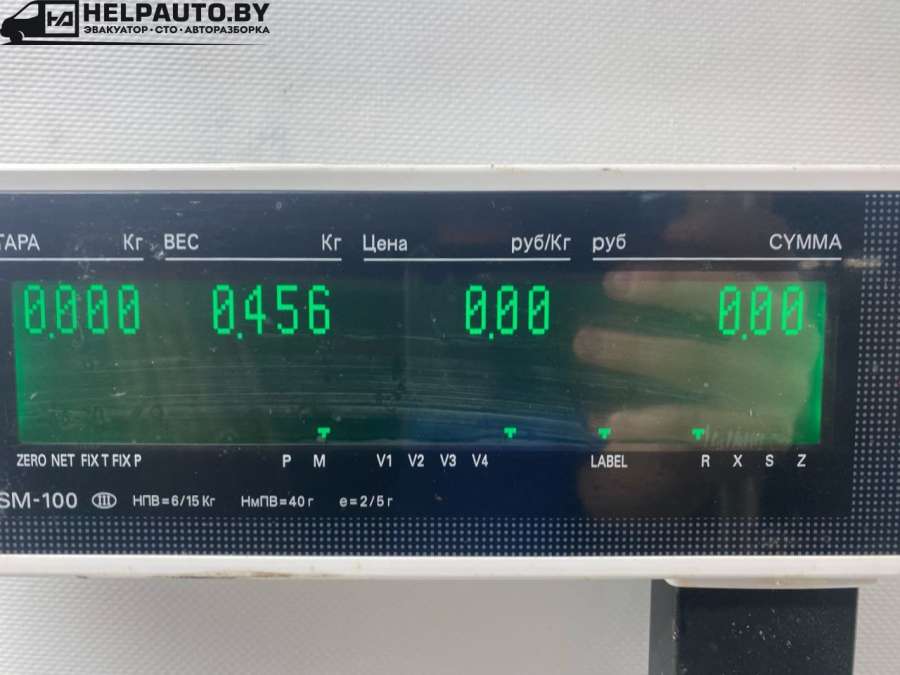 HELPAUTO.BY
ЭВАКУАТОР·СТО·АВТОРАЗБОРКА
ТАРА Кг ВЕС Кг Цена руб/Кг руб СУММА
0.000 0.456 0.00 0.00
ZERO NET FIX T FIX P P M V1 V2 V3 V4 LABEL R X S Z
SM-100 III НПВ=6/15 Кг НмПВ=40 г e=2/5 г